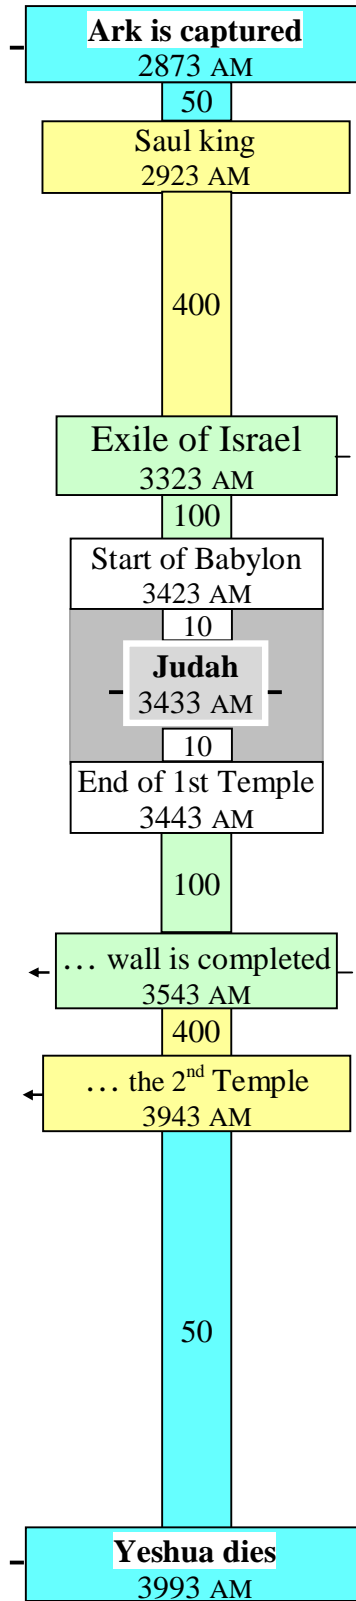 Ark is captured
2873 AM
50
Saul king
2923 AM
400
Exile of Israel
3323 AM
100
Start of Babylon
3423 AM
10
Judah
3433 AM
10
End of 1st Temple
3443 AM
100
… wall is completed
3543 AM
400
… the 2nd Temple
3943 AM
50
Yeshua dies
3993 AM